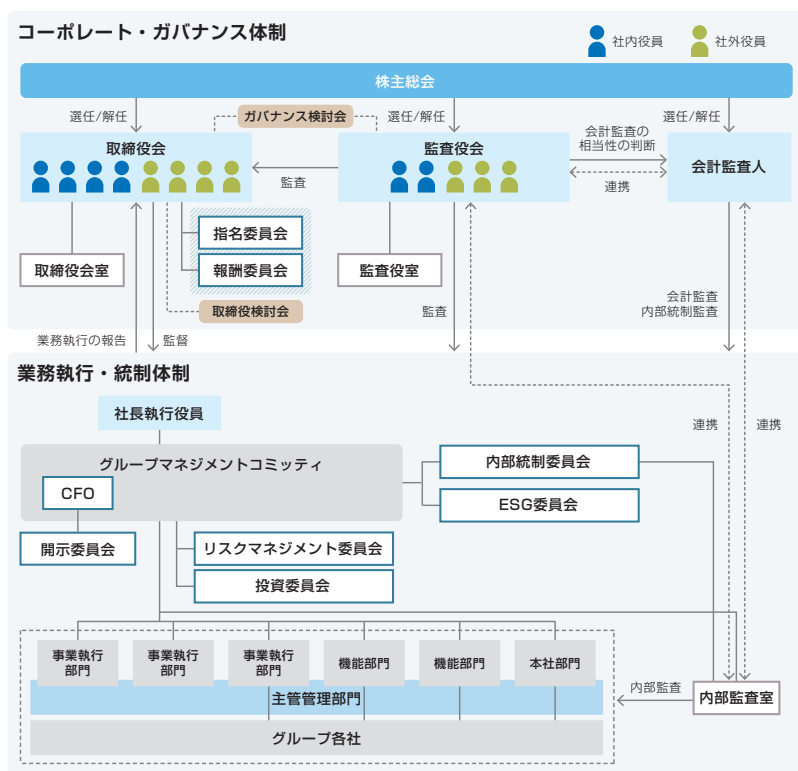 コーポレート・ガバナンス体制
社内役員
社外役員
株主総会
選任/解任
ガバナンス検討会
選任/解任
選任/解任
取締役会
監査役会
会計監査の
相当性の判断
会計監査人
監査
連携
指名委員会
報酬委員会
取締役会室
監査役室
取締役検討会
監査
会計監査
内部統制監査
業務執行の報告
監督
業務執行・統制体制
社長執行役員
連携
連携
グループマネジメントコミッティ
内部統制委員会
CFO
ESG委員会
開示委員会
リスクマネジメント委員会
投資委員会
事業執行
部門
事業執行
部門
事業執行
部門
機能部門
機能部門
本社部門
主管管理部門
内部監査
内部監査室
グループ各社